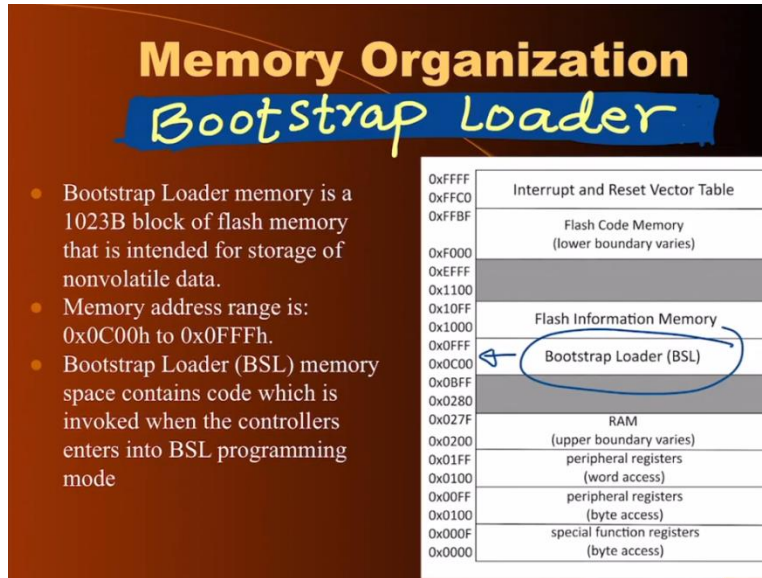 Memory Organization
Bootstrap Loader
Bootstrap Loader memory is a
1023B block of flash memory
that is intended for storage of
nonvolatile data.
Memory address range is:
0x0C00h to 0x0FFFh.
Bootstrap Loader (BSL) memory
space contains code which is
invoked when the controllers
enters into BSL programming
mode
0xFFFF
Interrupt and Reset Vector Table
0xFFC0
0xFFBF
Flash Code Memory
(lower boundary varies)
0xF000
0xEFFF
0x1100
0x10FF
Flash Information Memory
0x1000
0x0FFF
Bootstrap Loader (BSL)
0x0C00
0x0BFF
0x0280
0x027F
RAM
0x0200
(upper boundary varies)
0x01FF
peripheral registers
0x0100
(word access)
0x00FF
peripheral registers
0x0100
(byte access)
0x000F
special function registers
0x0000
(byte access)